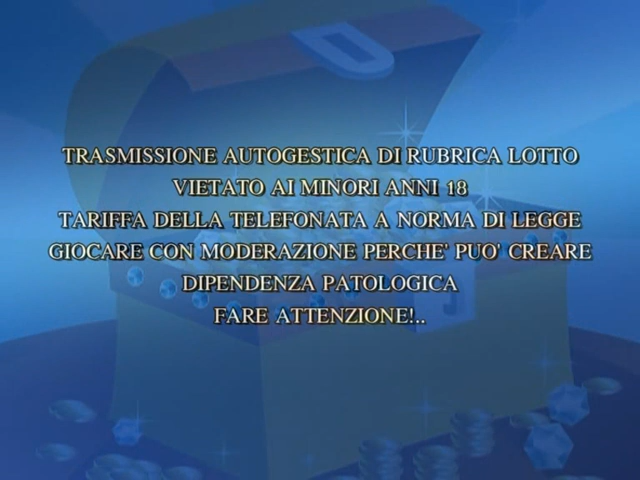 TRASMISSIONE AUTOGESTICA DI RUBRICA LOTTO
VIETATO AI MINORI ANNI 18
TARIFFA DELLA TELEFONATA A NORMA DI LEGGE
GIOCARE CON MODERAZIONE PERCHE' PUO' CREARE
DIPENDENZA PATOLOGICA
FARE ATTENZIONE!..